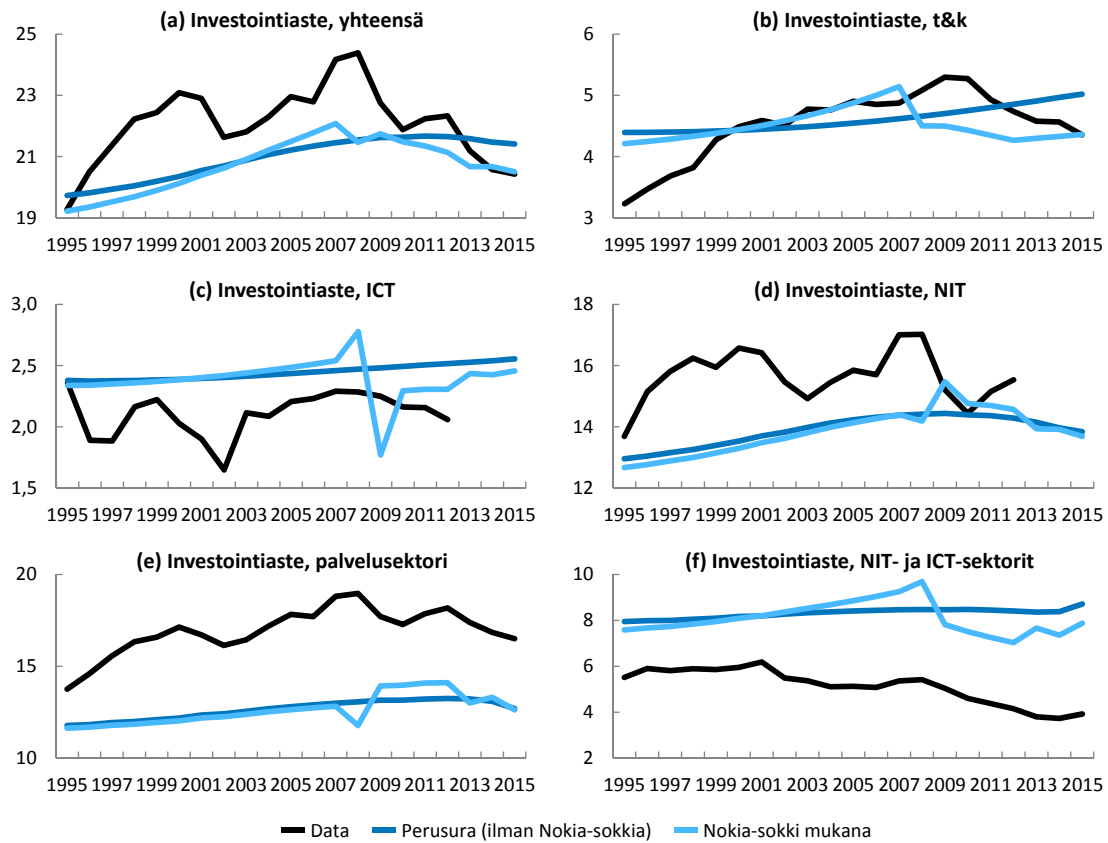 (a) Investointiaste, yhteensä
25
23
21
19
1995 1997 1999 2001 2003 2005 2007 2009 2011 2013 2015
(b) Investointiaste, t&k
6
5
4
3
1995 1997 1999 2001 2003 2005 2007 2009 2011 2013 2015
(c) Investointiaste, ICT
3,0
2,5
2,0
1,5
1995 1997 1999 2001 2003 2005 2007 2009 2011 2013 2015
(d) Investointiaste, NIT
18
16
14
12
1995 1997 1999 2001 2003 2005 2007 2009 2011 2013 2015
(e) Investointiaste, palvelusektori
20
15
10
1995 1997 1999 2001 2003 2005 2007 2009 2011 2013 2015
(f) Investointiaste, NIT- ja ICT-sektorit
10
8
6
4
2
1995 1997 1999 2001 2003 2005 2007 2009 2011 2013 2015
Data Perusura (ilman Nokia-sokkia) Nokia-sokki mukana